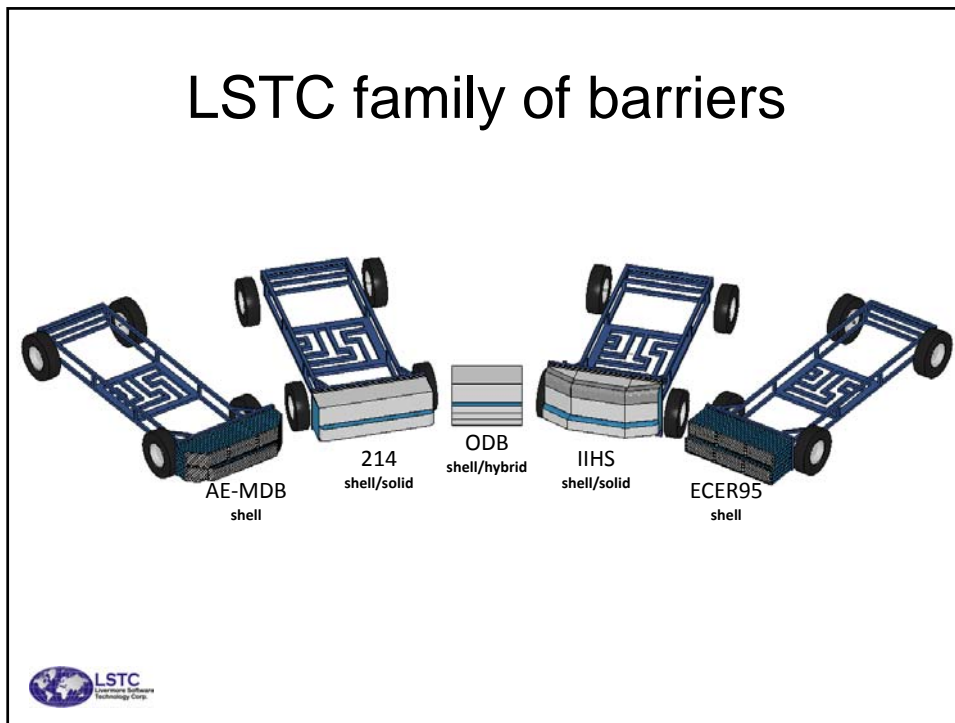 LSTC family of barriers
AE-MDB
shell
214
shell/solid
ODB
shell/hybrid
IIHS
shell/solid
ECER95
shell
LSTC
Livermore Software
Technology Corp.